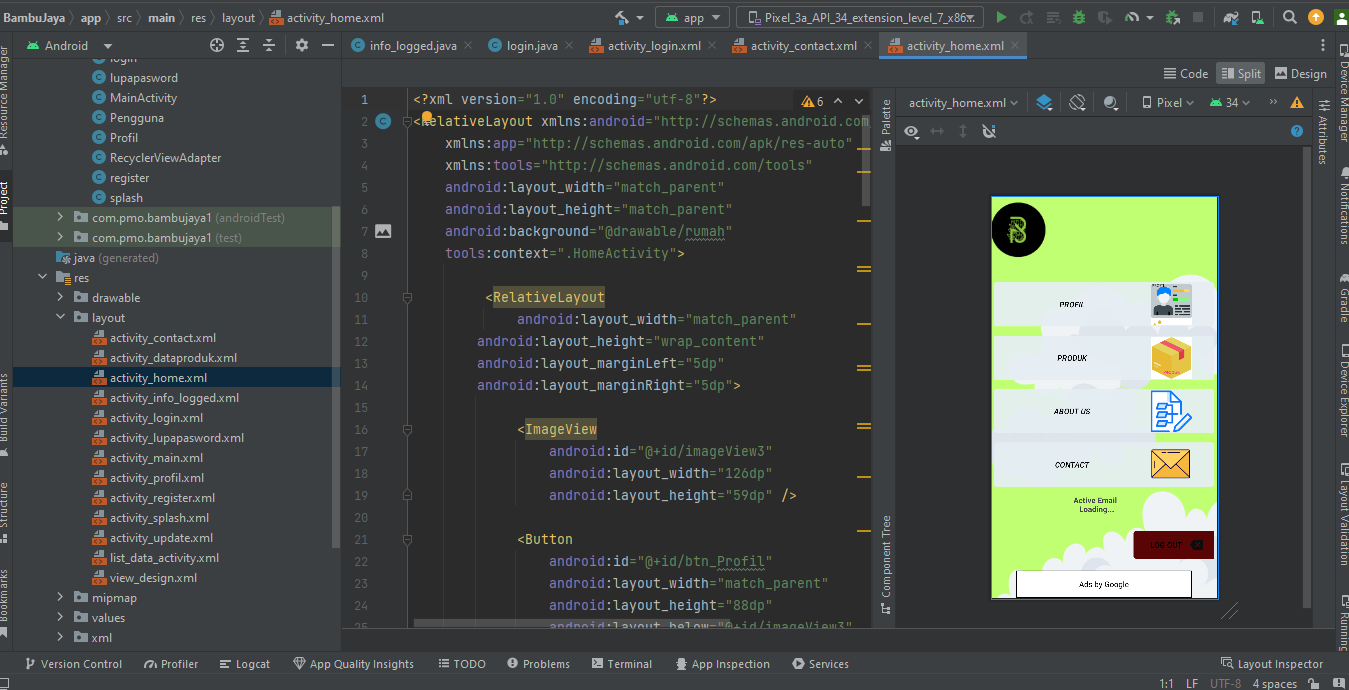 BambuJaya app src main res layout activity_home.xml
app
Pixel_3a_API_34_extension_level_7_x86
Android
info_logged.java
login.java
activity_login.xml
activity_contact.xml
activity_home.xml
Code
Split
Design
Resource Manager
Project
Build Variants
Structure
Bookmarks
login
lupapasword
MainActivity
Pengguna
Profil
RecyclerViewAdapter
register
splash
com.pmo.bambujaya1 (androidTest)
com.pmo.bambujaya1 (test)
java (generated)
res
drawable
layout
activity_contact.xml
activity_dataproduk.xml
activity_home.xml
activity_info_logged.xml
activity_login.xml
activity_lupapasword.xml
activity_main.xml
activity_profil.xml
activity_register.xml
activity_splash.xml
activity_update.xml
list_data_activity.xml
view_design.xml
mipmap
values
xml
6
1 <?xml version="1.0" encoding="utf-8"?>
2 <RelativeLayout xmlns:android="http://schemas.android.com
3 xmlns:app="http://schemas.android.com/apk/res-auto"
4 xmlns:tools="http://schemas.android.com/tools"
5 android:layout_width="match_parent"
6 android:layout_height="match_parent"
7 android:background="@drawable/rumah"
8 tools:context=".HomeActivity">
9
10 <RelativeLayout
11 android:layout_width="match_parent"
12 android:layout_height="wrap_content"
13 android:layout_marginLeft="5dp"
14 android:layout_marginRight="5dp">
15
16 <ImageView
17 android:id="@+id/imageView3"
18 android:layout_width="126dp"
19 android:layout_height="59dp" />
20
21 <Button
22 android:id="@+id/btn_Profil"
23 android:layout_width="match_parent"
24 android:layout_height="88dp"
25 android:layout_below="@+id/imageView3"
Palette
Component Tree
activity_home.xml
Pixel
34
»
?
Attributes
B
PROFIL
PRODUK
ABOUT US
CONTACT
Active Email
Loading...
LOG OUT
Ads by Google
Device Manager
Notifications
Gradle
Device Explorer
Layout Validation
Running
Version Control
Profiler
Logcat
App Quality Insights
TODO
Problems
Terminal
App Inspection
Services
Layout Inspector
1:1 LF UTF-8 4 spaces